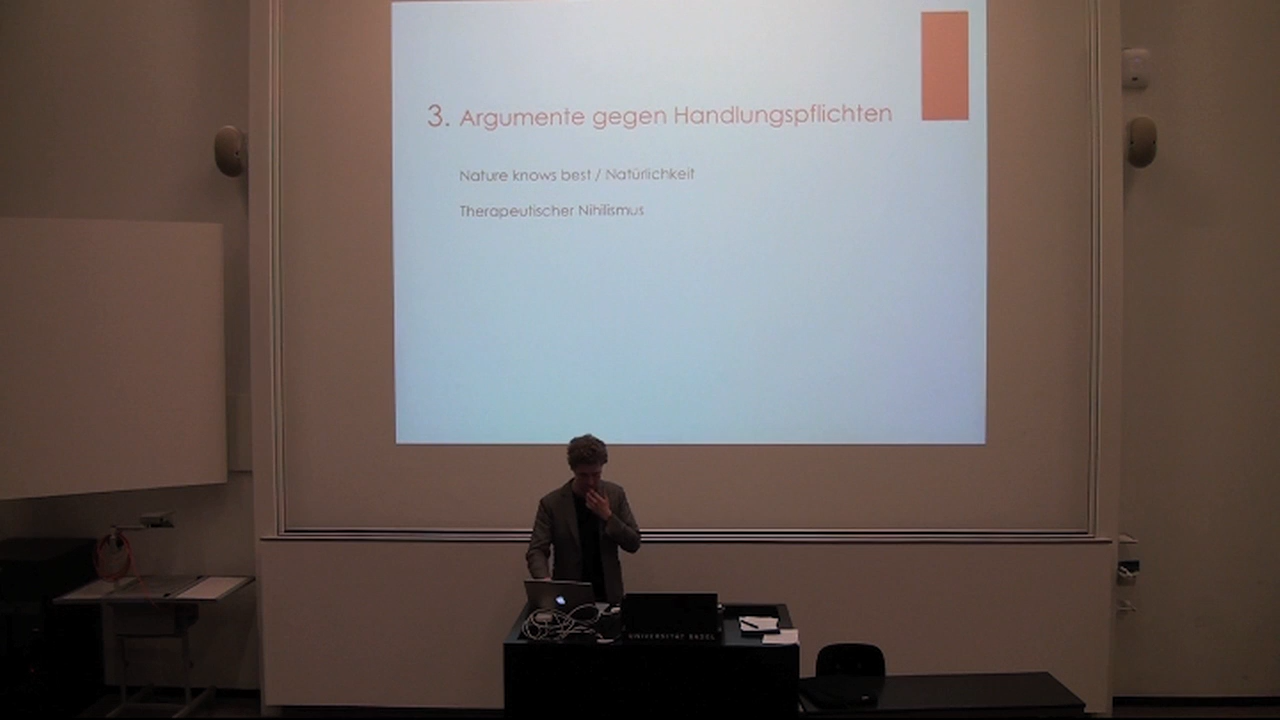 3. Argumente gegen Handlungspflichten
Nature knows best / Natürlichkeit
Therapeutischer Nihilismus
UNIVERSITÄT BASEL